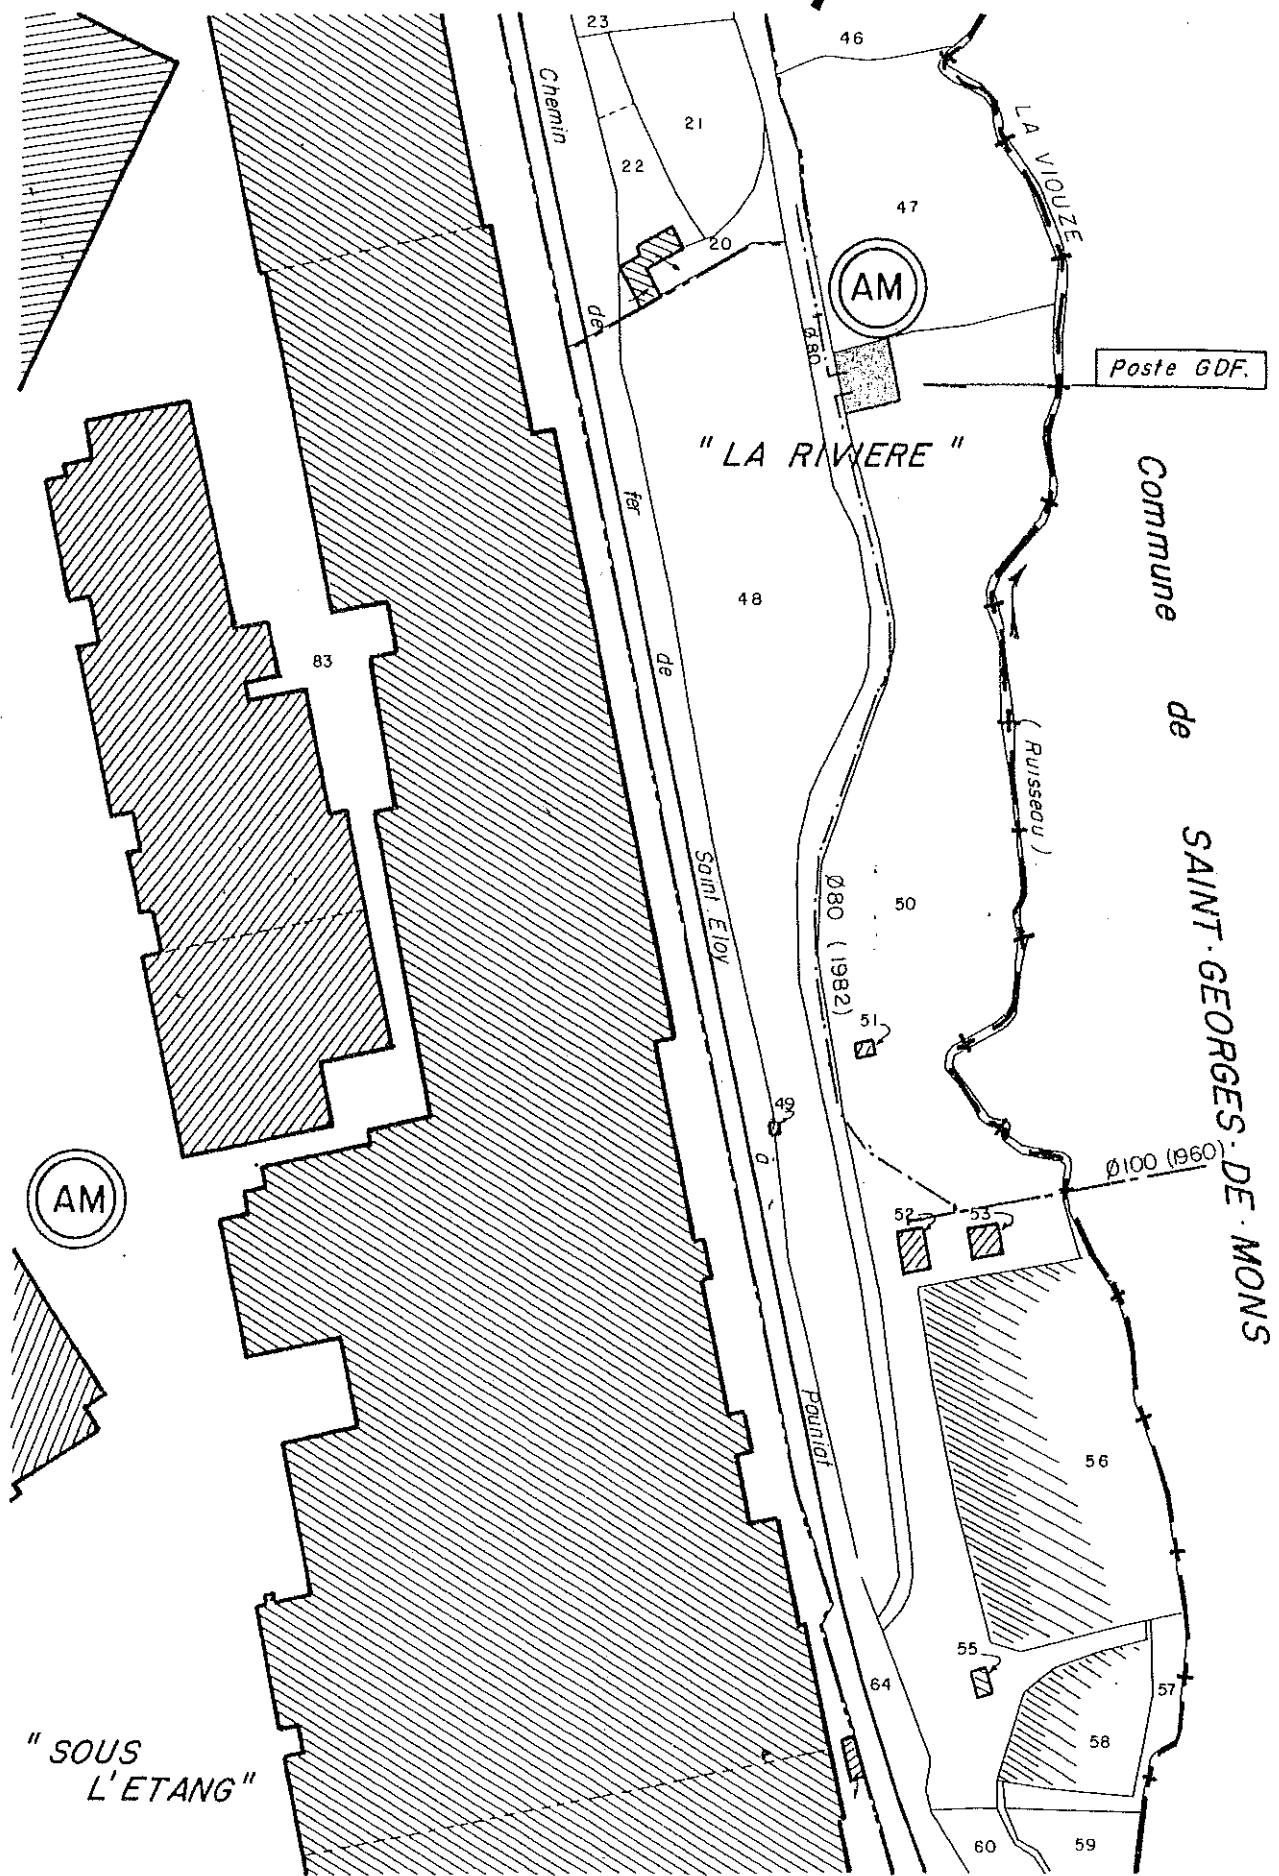 23
46
Chemin
21
LA VIOUZE
22
47
20
AM
de
Ø 80
Poste GDF.
"LA RIVIERE"
fer
Commune de SAINT-GEORGES-DE-MONS
48
de
83
(Ruisseau)
Saint Eloy
Ø80 (1982)
50
51
49
a
Ø100 (1960)
AM
52
53
Pouniat
56
55
64
57
58
"SOUS
L'ETANG"
60
59